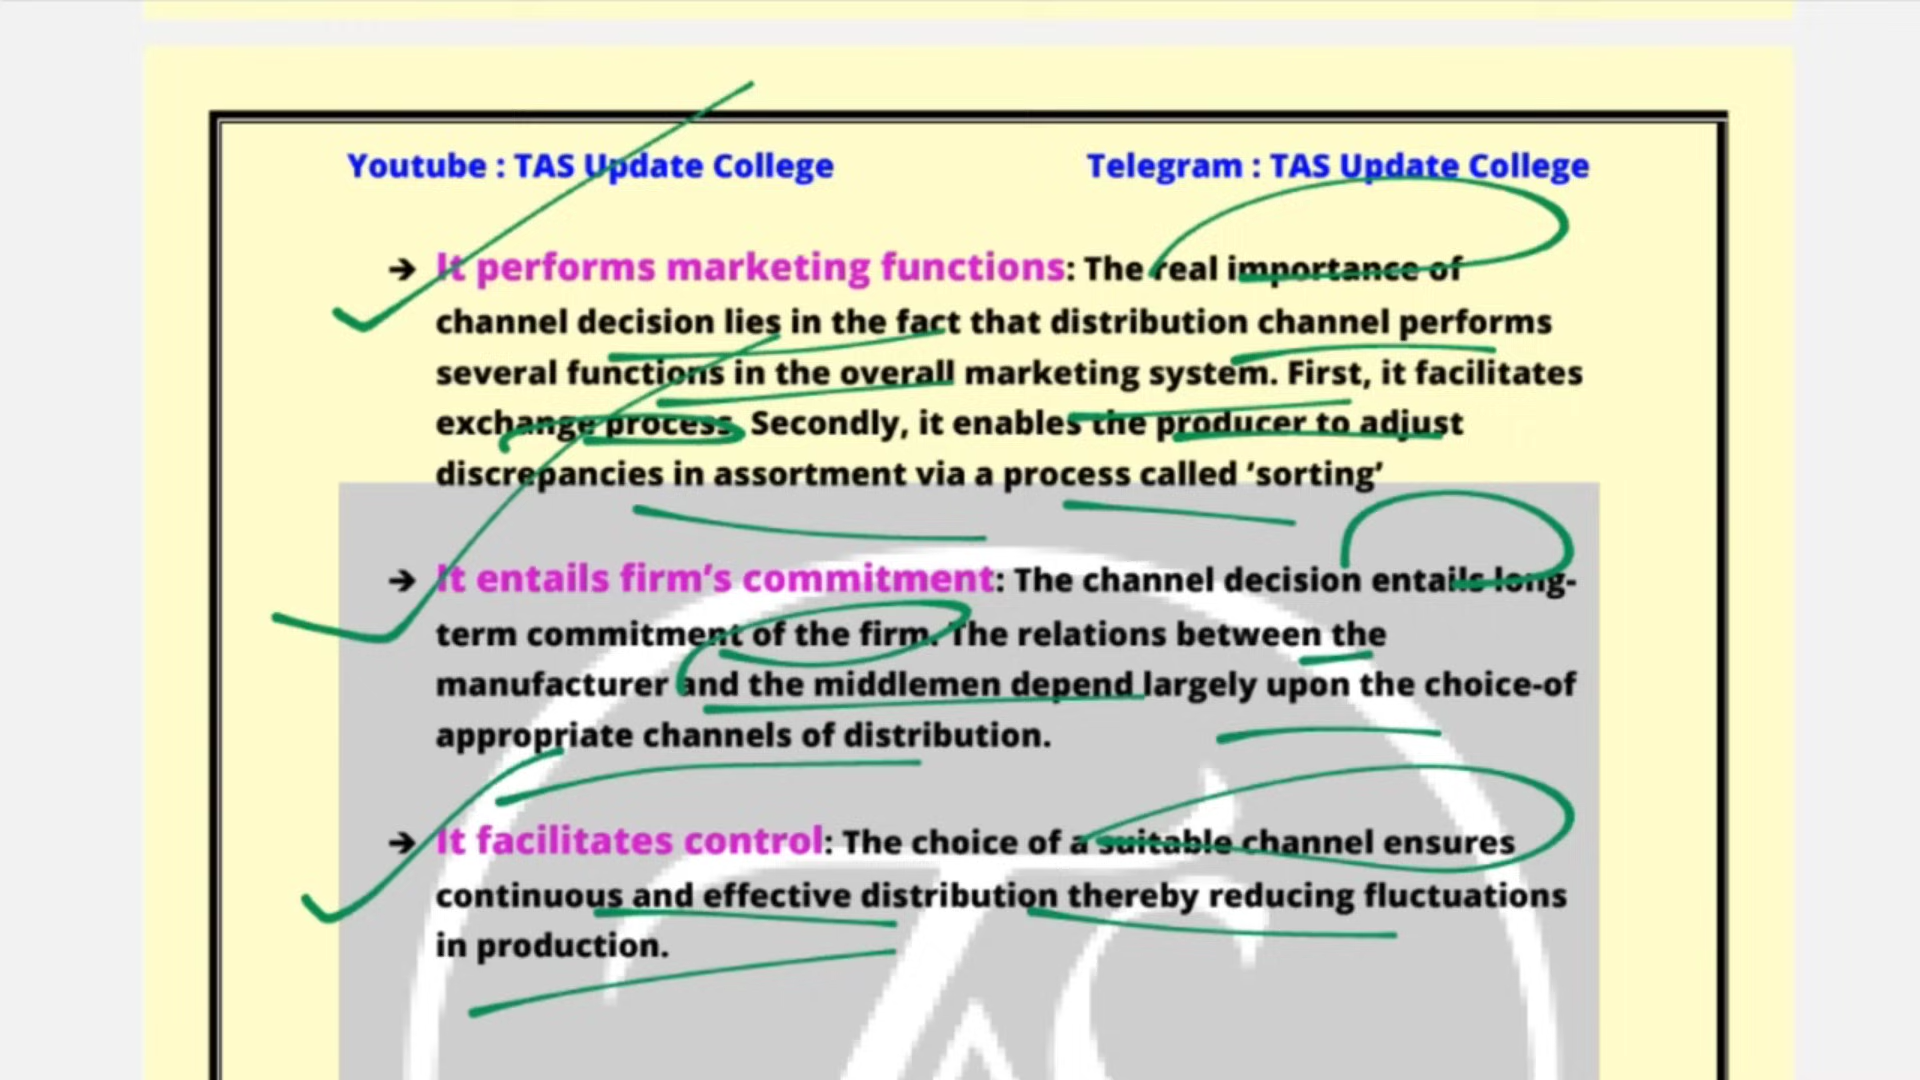 Youtube : TAS Update College
Telegram : TAS Update College
➔ It performs marketing functions: The real importance of
channel decision lies in the fact that distribution channel performs
several functions in the overall marketing system. First, it facilitates
exchange process. Secondly, it enables the producer to adjust
discrepancies in assortment via a process called ‘sorting’
➔ It entails firm’s commitment: The channel decision entails long-
term commitment of the firm. The relations between the
manufacturer and the middlemen depend largely upon the choice-of
appropriate channels of distribution.
➔ It facilitates control: The choice of a suitable channel ensures
continuous and effective distribution thereby reducing fluctuations
in production.